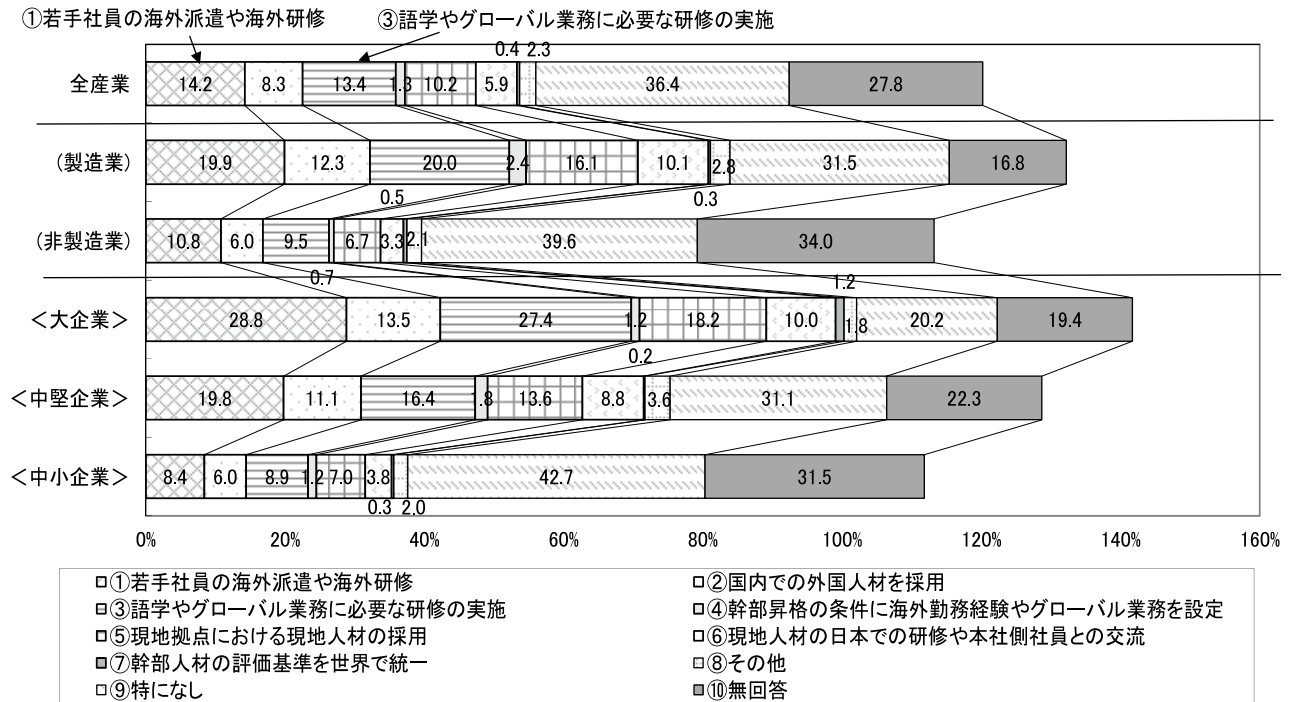 ①若手社員の海外派遣や海外研修
③語学やグローバル業務に必要な研修の実施
0.4 2.3
全産業 14.2 8.3 13.4 1.3 10.2 5.9 36.4 27.8
(製造業) 19.9 12.3 20.0 2.4 16.1 10.1 2.8 31.5 16.8
0.5 0.3
(非製造業) 10.8 6.0 9.5 6.7 3.3 2.1 39.6 34.0
0.7 1.2
＜大企業＞ 28.8 13.5 27.4 1.2 18.2 10.0 1.8 20.2 19.4
0.2
＜中堅企業＞ 19.8 11.1 16.4 1.8 13.6 8.8 3.6 31.1 22.3
＜中小企業＞ 8.4 6.0 8.9 1.2 7.0 3.8 42.7 31.5
0.3 2.0
0% 20% 40% 60% 80% 100% 120% 140% 160%
①若手社員の海外派遣や海外研修 ②国内での外国人材を採用
③語学やグローバル業務に必要な研修の実施 ④幹部昇格の条件に海外勤務経験やグローバル業務を設定
⑤現地拠点における現地人材の採用 ⑥現地人材の日本での研修や本社側社員との交流
⑦幹部人材の評価基準を世界で統一 ⑧その他
⑨特になし ⑩無回答